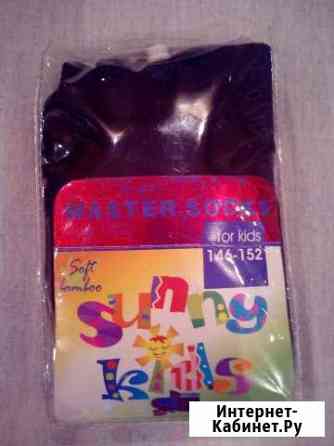 MASTER SOCKS
for kids
146-152
Soft
bamboo
sunny
kids
Интернет-
Кабинет.Ру